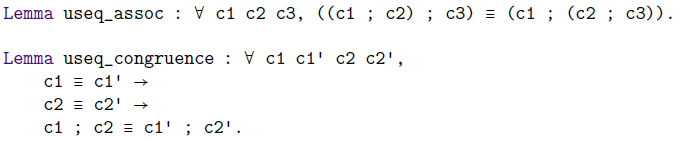 Lemma useq_assoc : ∀ c1 c2 c3, ((c1 ; c2) ; c3) ≡ (c1 ; (c2 ; c3)).
Lemma useq_congruence : ∀ c1 c1' c2 c2',
c1 ≡ c1' →
c2 ≡ c2' →
c1 ; c2 ≡ c1' ; c2'.